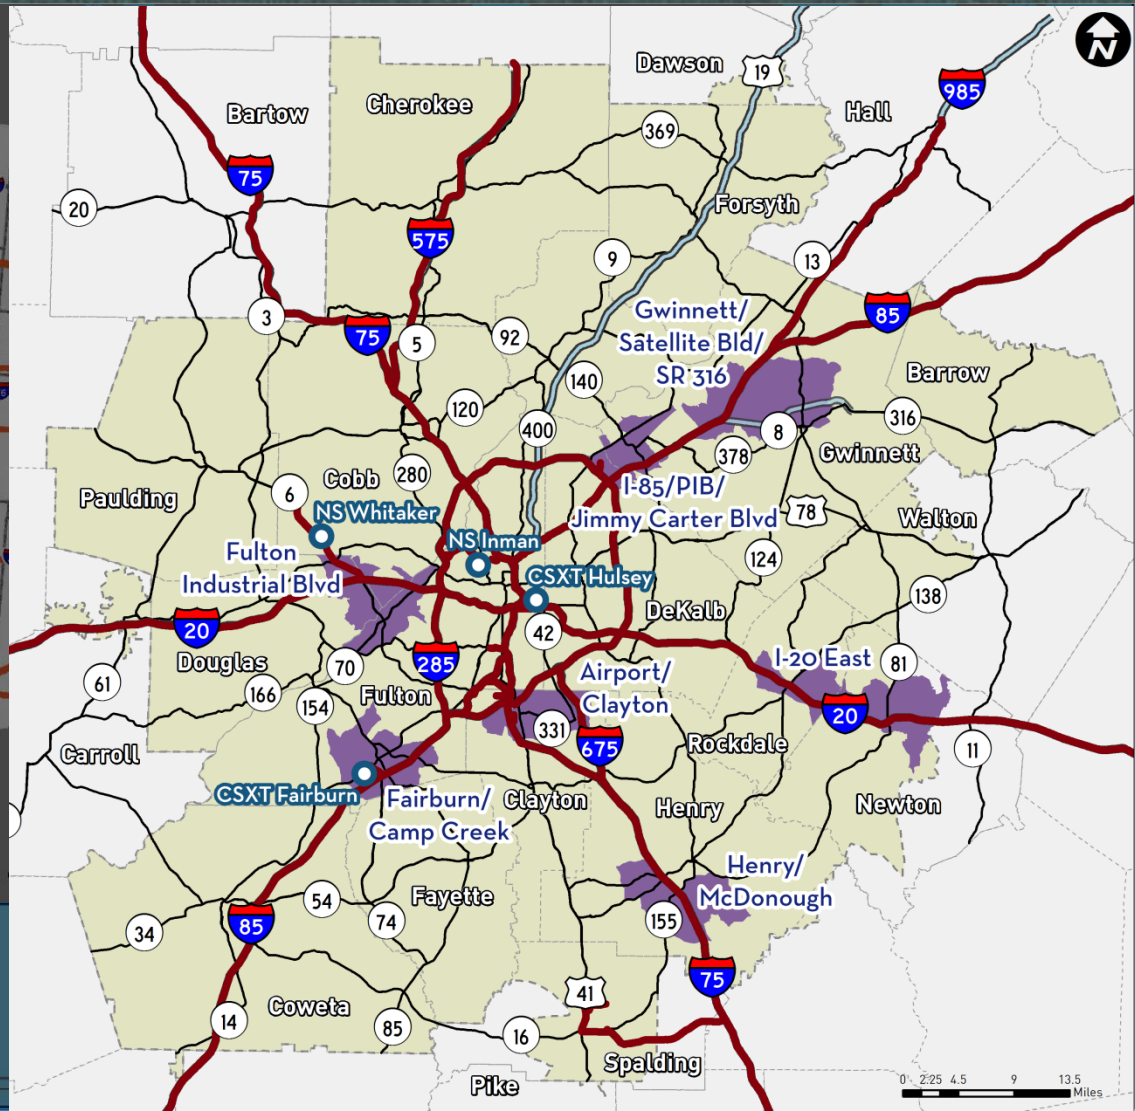 N
Dawson
19
985
Cherokee
Hall
Bartow
369
75
20
Forsyth
575
9
13
Gwinnett/
Satellite Bld/
SR 316
85
3
75
5
92
140
Barrow
120
400
316
8
Gwinnett
378
280
Cobb
6
Paulding
I-85/PIB/
Jimmy Carter Blvd
78
NS Whitaker
Walton
NS Inman
Fulton
Industrial Blvd
124
CSXT Hulsey
138
DeKalb
20
42
Douglas
285
I-20 East
81
70
Airport/
Clayton
61
166
Fulton
154
20
331
675
Rockdale
11
Carroll
CSXT Fairburn
Fairburn/
Camp Creek
Clayton
Henry
Newton
Henry/
McDonough
54
Fayette
85
74
155
34
75
41
Coweta
14
85
16
Spalding
Pike
0 2.25 4.5 9 13.5
Miles